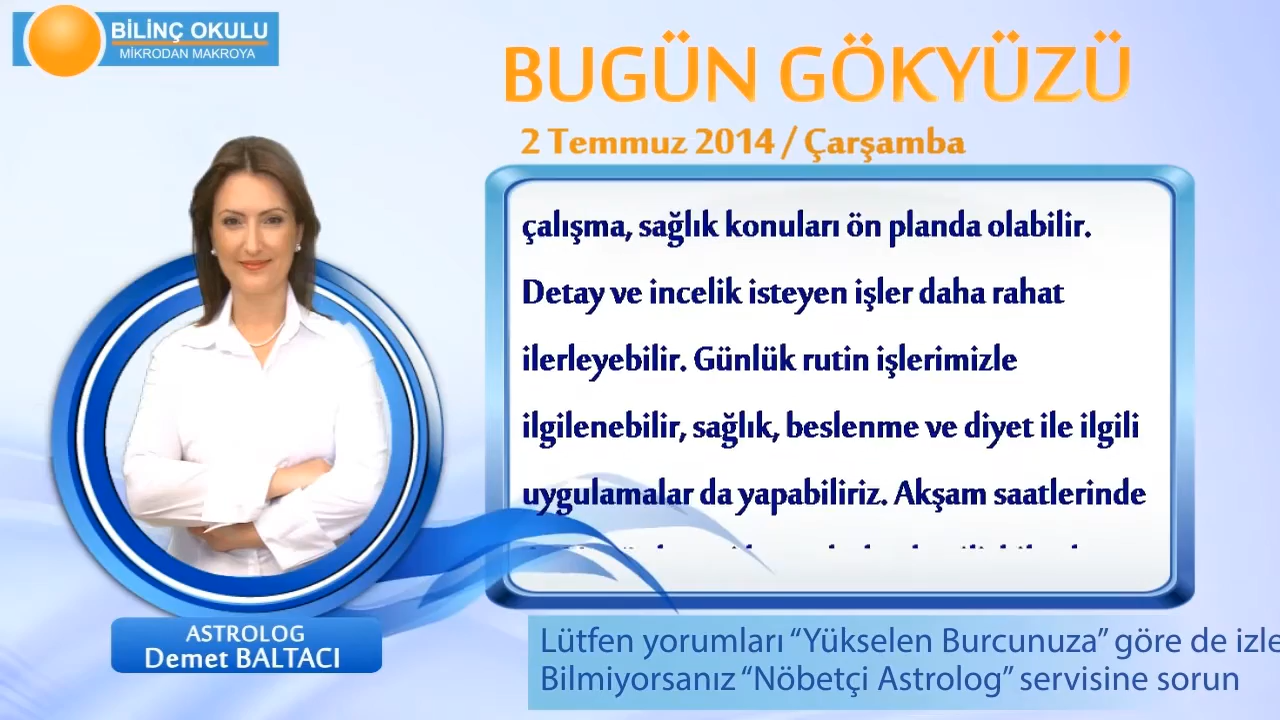 BİLİNÇ OKULU
MİKRODAN MAKROYA
BUGÜN GÖKYÜZÜ
2 Temmuz 2014 / Çarşamba
çalışma, sağlık konuları ön planda olabilir.
Detay ve incelik isteyen işler daha rahat
ilerleyebilir. Günlük rutin işlerimizle
ilgilenebilir, sağlık, beslenme ve diyet ile ilgili
uygulamalar da yapabiliriz. Akşam saatlerinde
ASTROLOG
Demet BALTACI
Lütfen yorumları “Yükselen Burcunuza” göre de izle
Bilmiyorsanız “Nöbetçi Astrolog” servisine sorun